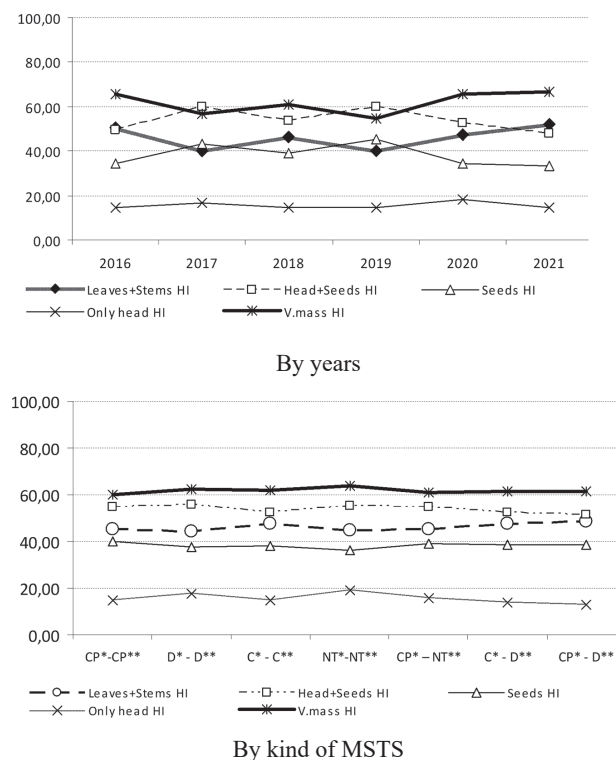 100,00
80,00
60,00
40,00
20,00
0,00
2016 2017 2018 2019 2020 2021
Leaves+Stems HI Head+Seeds HI Seeds HI
Only head HI V.mass HI
By years
100,00
80,00
60,00
40,00
20,00
0,00
CP*-CP** D* - D** C* - C** NT*-NT** CP* – NT** C* - D** CP* - D**
Leaves+Stems HI Head+Seeds HI Seeds HI
Only head HI V.mass HI
By kind of MSTS